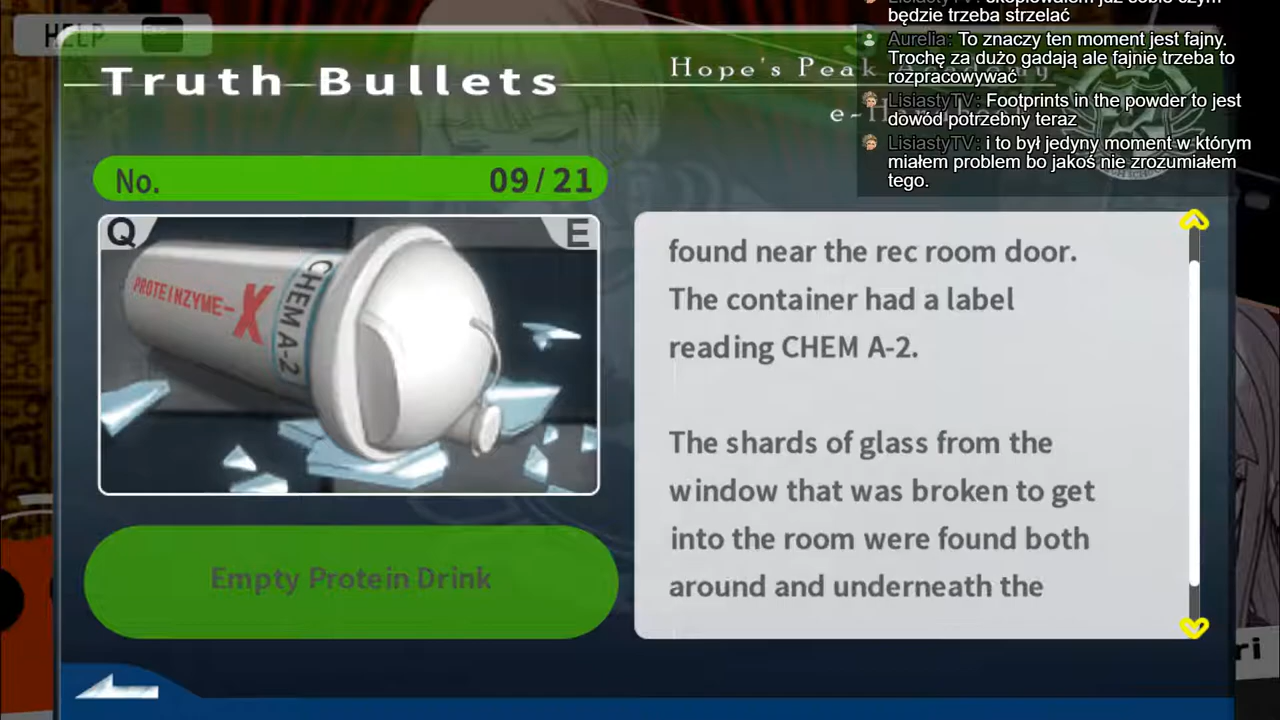 HELP
Truth Bullets
Hope's Peak
No. 09/21
Q
E
PROTEINZYME-X
CHEM A-2
Empty Protein Drink
found near the rec room door.
The container had a label
reading CHEM A-2.
The shards of glass from the
window that was broken to get
into the room were found both
around and underneath the
będzie trzeba strzelać
Aurelia: To znaczy ten moment jest fajny.
Trochę za dużo gadają ale fajnie trzeba to
rozpracowywać
LisiastyTV: Footprints in the powder to jest
dowód potrzebny teraz
LisiastyTV: i to był jedyny moment w którym
miałem problem bo jakoś nie zrozumiałem
tego.
ri